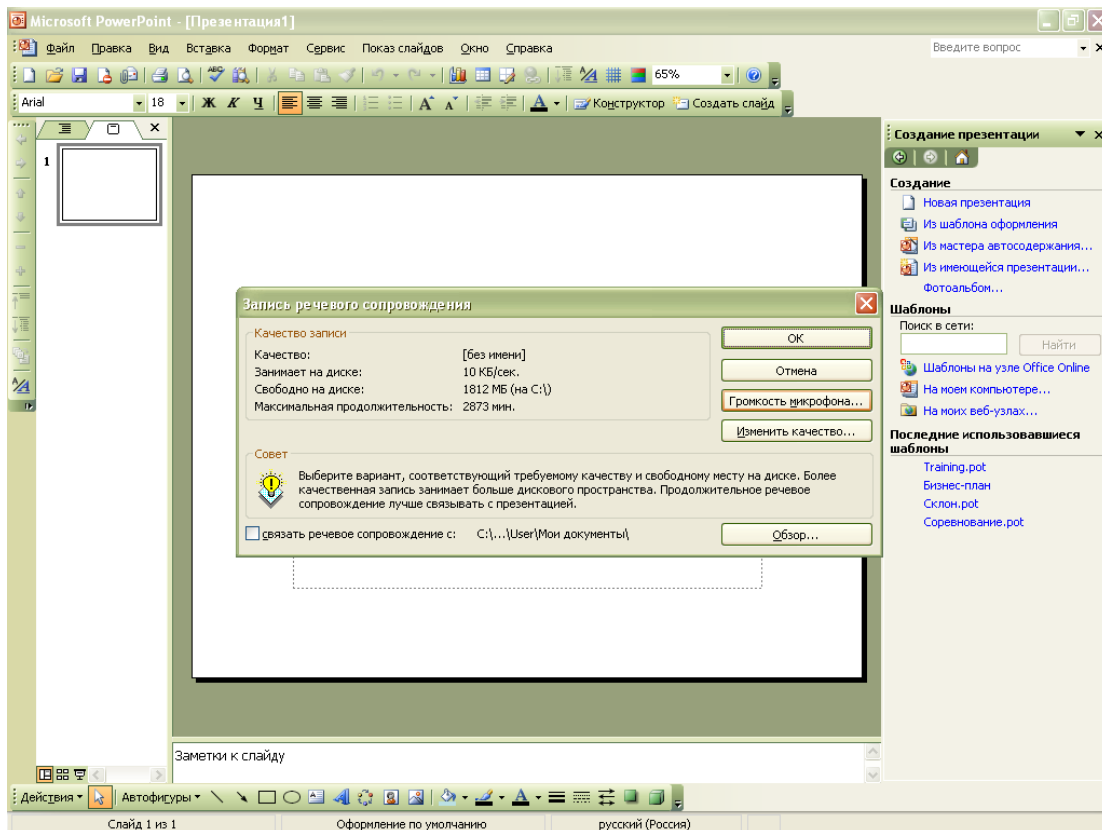 Microsoft PowerPoint - [Презентация1]
Файл Правка Вид Вставка Формат Сервис Показ слайдов Окно Справка Введите вопрос
65%
Arial 18 Ж К Ч Конструктор Создать слайд
1
Создание презентации
Создание
Новая презентация
Из шаблона оформления
Из мастера автосодержания...
Из имеющейся презентации...
Фотоальбом...
Шаблоны
Поиск в сети:
Найти
Шаблоны на узле Office Online
На моем компьютере...
На моих веб-узлах...
Последние использовавшиеся
шаблоны
Training.pot
Бизнес-план
Склон.pot
Соревнование.pot
Запись речевого сопровождения
Качество записи
Качество: [без имени]
Занимает на диске: 10 КБ/сек.
Свободно на диске: 1812 МБ (на C:\)
Максимальная продолжительность: 2873 мин.
ОК
Отмена
Громкость микрофона...
Изменить качество...
Совет
Выберите вариант, соответствующий требуемому качеству и свободному месту на диске. Более
качественная запись занимает больше дискового пространства. Продолжительное речевое
сопровождение лучше связывать с презентацией.
связать речевое сопровождение с: C:\...\User\Мои документы\
Обзор...
Заметки к слайду
Действия Автофигуры
Слайд 1 из 1 Оформление по умолчанию русский (Россия)